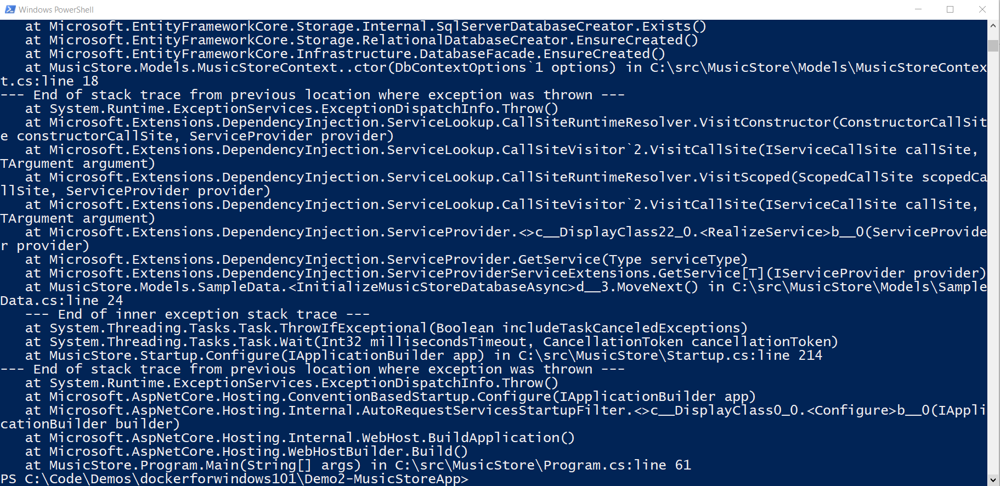 Windows PowerShell
   at Microsoft.EntityFrameworkCore.Storage.Internal.SqlServerDatabaseCreator.Exists()
   at Microsoft.EntityFrameworkCore.Storage.RelationalDatabaseCreator.EnsureCreated()
   at Microsoft.EntityFrameworkCore.Infrastructure.DatabaseFacade.EnsureCreated()
   at MusicStore.Models.MusicStoreContext..ctor(DbContextOptions`1 options) in C:\src\MusicStore\Models\MusicStoreContex
t.cs:line 18
--- End of stack trace from previous location where exception was thrown ---
   at System.Runtime.ExceptionServices.ExceptionDispatchInfo.Throw()
   at Microsoft.Extensions.DependencyInjection.ServiceLookup.CallSiteRuntimeResolver.VisitConstructor(ConstructorCallSit
e constructorCallSite, ServiceProvider provider)
   at Microsoft.Extensions.DependencyInjection.ServiceLookup.CallSiteVisitor`2.VisitCallSite(IServiceCallSite callSite,
TArgument argument)
   at Microsoft.Extensions.DependencyInjection.ServiceLookup.CallSiteRuntimeResolver.VisitScoped(ScopedCallSite scopedCa
llSite, ServiceProvider provider)
   at Microsoft.Extensions.DependencyInjection.ServiceLookup.CallSiteVisitor`2.VisitCallSite(IServiceCallSite callSite,
TArgument argument)
   at Microsoft.Extensions.DependencyInjection.ServiceProvider.<>c__DisplayClass22_0.<RealizeService>b__0(ServiceProvide
r provider)
   at Microsoft.Extensions.DependencyInjection.ServiceProvider.GetService(Type serviceType)
   at Microsoft.Extensions.DependencyInjection.ServiceProviderServiceExtensions.GetService[T](IServiceProvider provider)
   at MusicStore.Models.SampleData.<InitializeMusicStoreDatabaseAsync>d__3.MoveNext() in C:\src\MusicStore\Models\Sample
Data.cs:line 24
   --- End of inner exception stack trace ---
   at System.Threading.Tasks.Task.ThrowIfExceptional(Boolean includeTaskCanceledExceptions)
   at System.Threading.Tasks.Task.Wait(Int32 millisecondsTimeout, CancellationToken cancellationToken)
   at MusicStore.Startup.Configure(IApplicationBuilder app) in C:\src\MusicStore\Startup.cs:line 214
--- End of stack trace from previous location where exception was thrown ---
   at System.Runtime.ExceptionServices.ExceptionDispatchInfo.Throw()
   at Microsoft.AspNetCore.Hosting.ConventionBasedStartup.Configure(IApplicationBuilder app)
   at Microsoft.AspNetCore.Hosting.Internal.AutoRequestServicesStartupFilter.<>c__DisplayClass0_0.<Configure>b__0(IAppli
cationBuilder builder)
   at Microsoft.AspNetCore.Hosting.Internal.WebHost.BuildApplication()
   at Microsoft.AspNetCore.Hosting.WebHostBuilder.Build()
   at MusicStore.Program.Main(String[] args) in C:\src\MusicStore\Program.cs:line 61
PS C:\Code\Demos\dockerforwindows101\Demo2-MusicStoreApp>